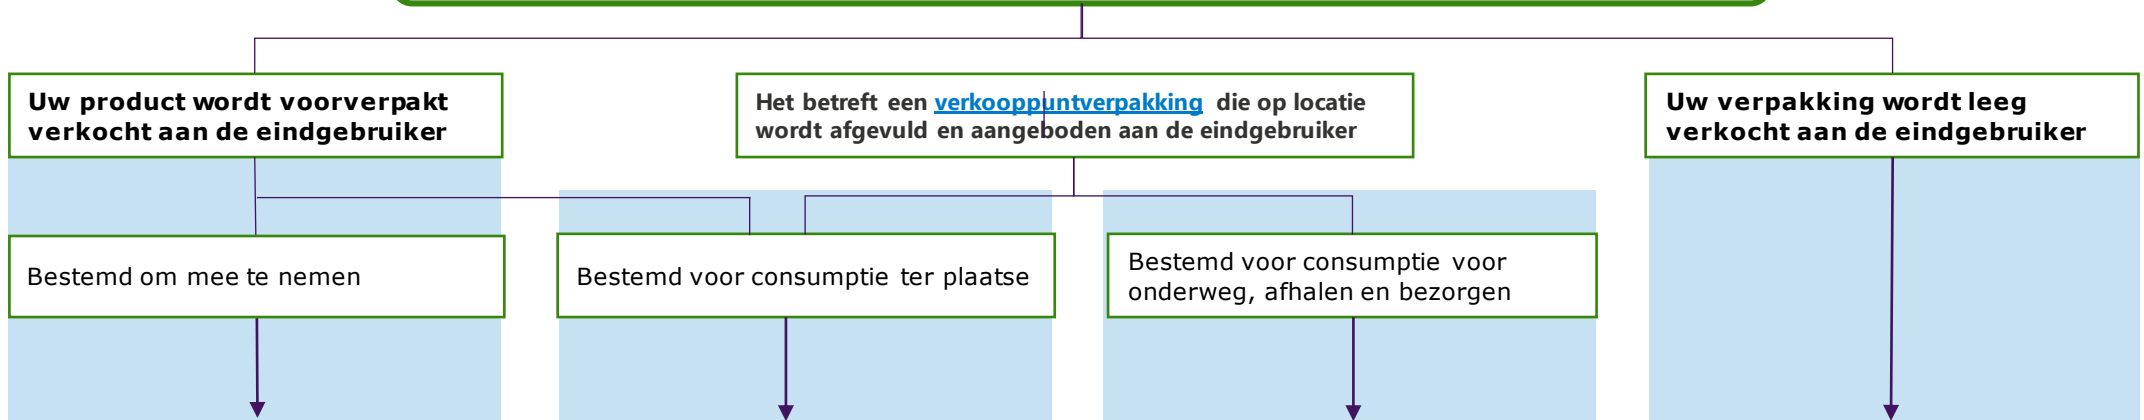 Uw product wordt voorverpakt
verkocht aan de eindgebruiker
Het betreft een verkooppuntverpakking die op locatie
wordt afgevuld en aangeboden aan de eindgebruiker
Uw verpakking wordt leeg
verkocht aan de eindgebruiker
Bestemd om mee te nemen
Bestemd voor consumptie ter plaatse
Bestemd voor consumptie voor
onderweg, afhalen en bezorgen